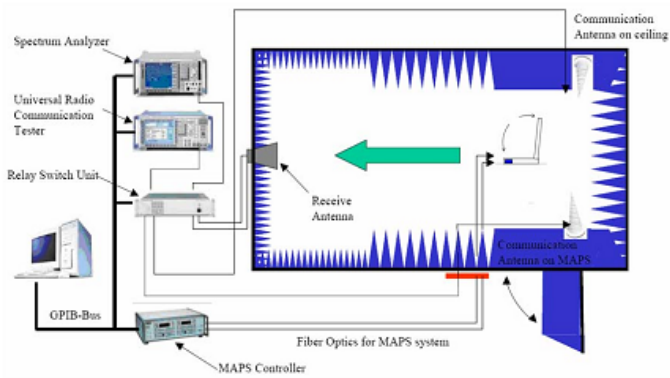 Spectrum Analyzer
Communication
Antenna on ceiling
Universal Radio
Communication
Tester
Relay Switch Unit
Receive
Antenna
Communication
Antenna on MAPS
GPIB-Bus
Fiber Optics for MAPS system
MAPS Controller